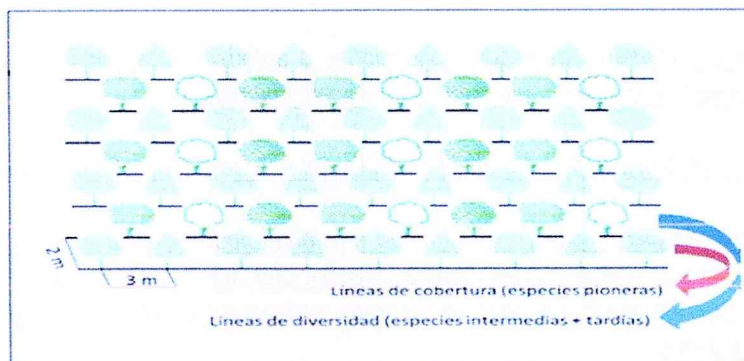 2 m
3 m
Líneas de cobertura (especies pioneras)
Líneas de diversidad (especies intermedias + tardías)